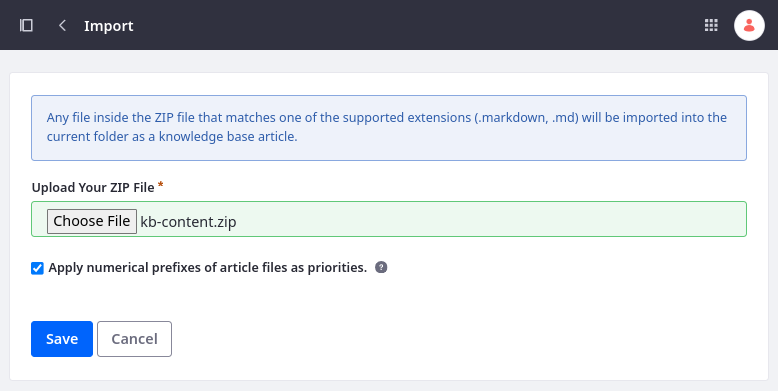 Import
Any file inside the ZIP file that matches one of the supported extensions (.markdown, .md) will be imported into the
current folder as a knowledge base article.
Upload Your ZIP File *
Choose File kb-content.zip
Apply numerical prefixes of article files as priorities. ?
Save Cancel